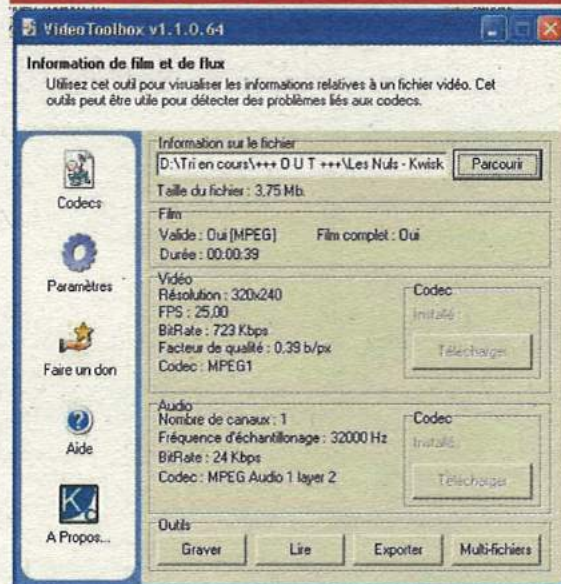 VideoToolbox v1.1.0.64
Information de film et de flux
Utilisez cet outil pour visualiser les informations relatives à un fichier vidéo. Cet
outils peut être utile pour détecter des problèmes liés aux codecs.
Codecs
Paramètres
Faire un don
Aide
A Propos...
Information sur le fichier
D:\Tri en cours\+++ O U T +++\Les Nuls - Kwisk
Parcourir
Taille du fichier : 3,75 Mb.
Film
Valide : Oui (MPEG) Film complet : Oui
Durée : 00:00:39
Vidéo
Résolution : 320x240
FPS : 25,00
BitRate : 723 Kbps
Facteur de qualité : 0,39 b/px
Codec : MPEG1
Codec
Installé :
Télécharger
Audio
Nombre de canaux : 1
Fréquence d'échantillonage : 32000 Hz
BitRate : 24 Kbps
Codec : MPEG Audio 1 layer 2
Codec
Installé :
Télécharger
Outils
Graver Lire Exporter Multi-fichiers